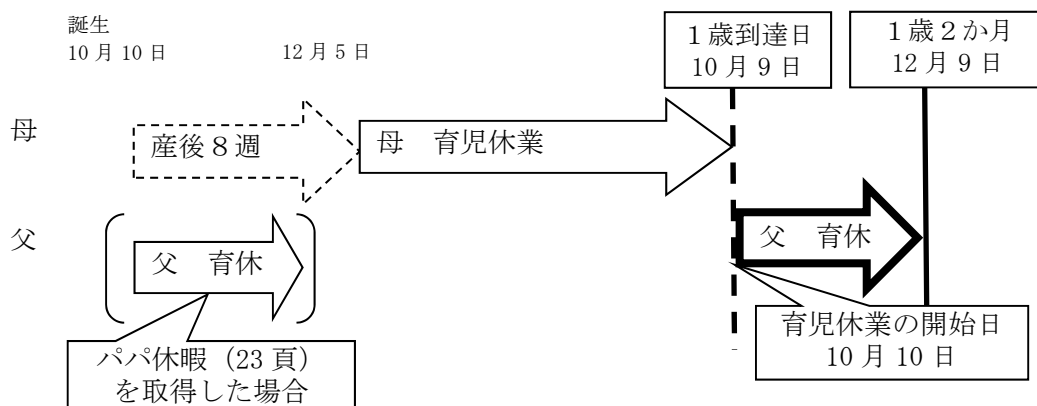 誕生
10月10日
12月5日
1歳到達日
10月9日
1歳2か月
12月9日
母
産後8週
母 育児休業
父
父 育休
父 育休
育児休業の開始日
10月10日
パパ休暇(23頁)
を取得した場合